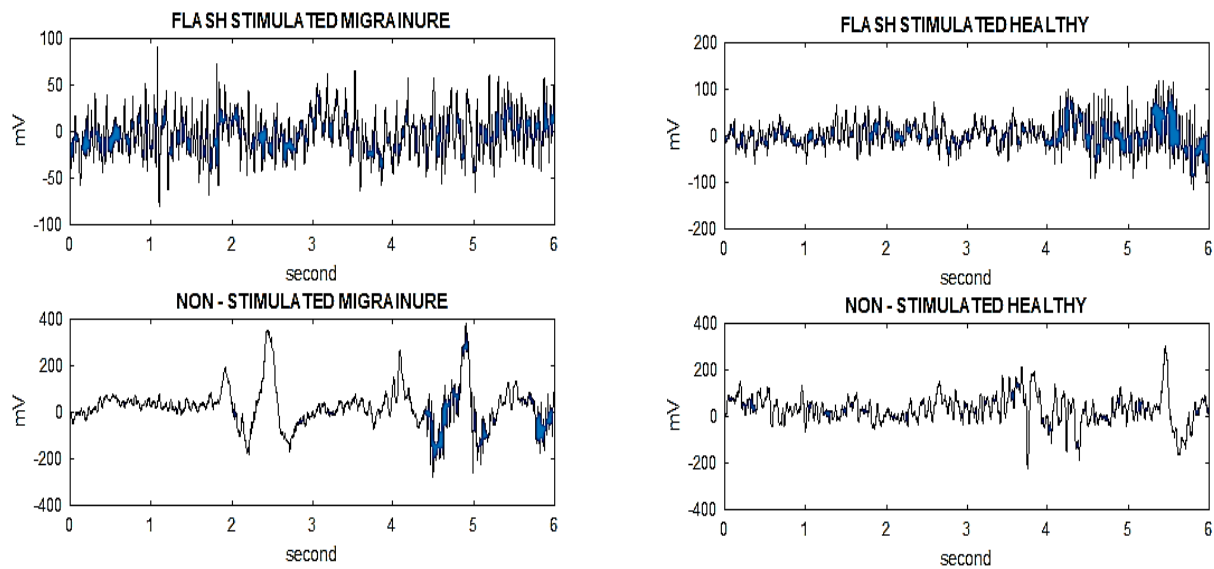 FLASH STIMULATED MIGRAINURE
100
50
0
-50
-100
mV
0 1 2 3 4 5 6
second
FLASH STIMULATED HEALTHY
200
100
0
-100
-200
mV
0 1 2 3 4 5 6
second
NON - STIMULATED MIGRAINURE
400
200
0
-200
-400
mV
0 1 2 3 4 5 6
second
NON - STIMULATED HEALTHY
400
200
0
-200
-400
mV
0 1 2 3 4 5 6
second